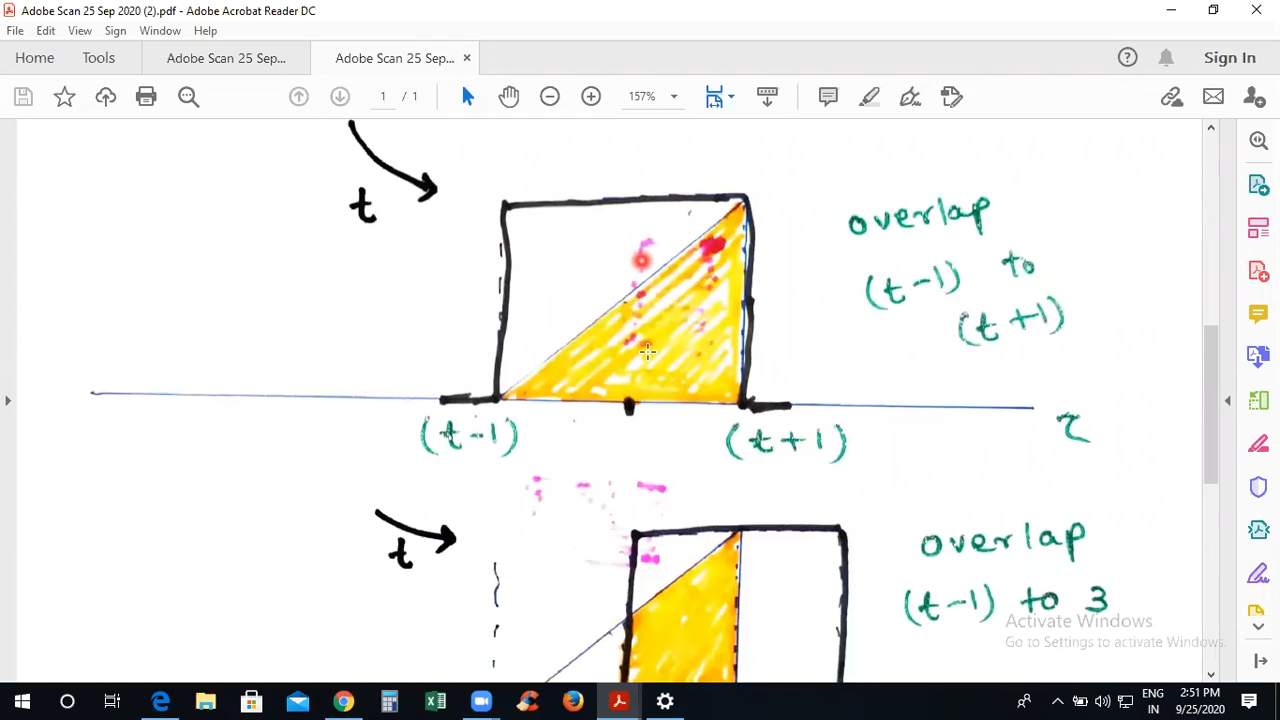 Adobe Scan 25 Sep 2020 (2).pdf - Adobe Acrobat Reader DC
File Edit View Sign Window Help
Home Tools Adobe Scan 25 Sep... Adobe Scan 25 Sep... × Sign In
1 / 1 157%
t
overlap
(t-1) to
(t+1)
(t-1) (t+1) τ
t
overlap
(t-1) to 3
Activate Windows
Go to Settings to activate Windows.
ENG
IN
2:51 PM
9/25/2020